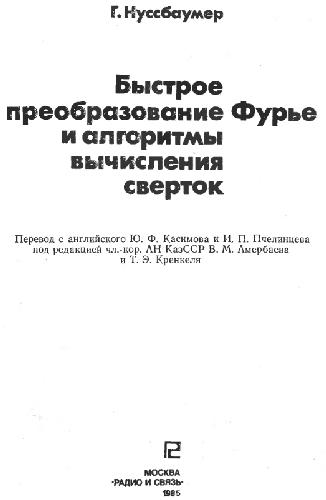 Г. Нуссбаумер
Быстрое
преобразование Фурье
и алгоритмы
вычисления
сверток
Перевод с английского Ю. Ф. Касимова и И. П. Пчелинцева
под редакцией чл.-кор. АН КазССР В. М. Амербаева
и Т. Э. Кренкеля
МОСКВА
«РАДИО И СВЯЗЬ»
1985